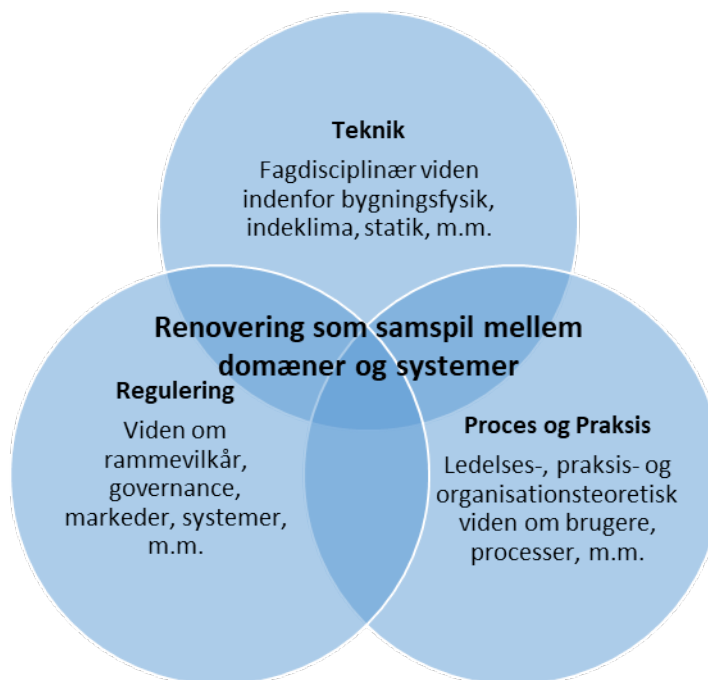 Teknik
Fagdisciplinær viden
indenfor bygningsfysik,
indeklima, statik, m.m.
Renovering som samspil mellem
domæner og systemer
Regulering
Viden om
rammevilkår,
governance,
markeder, systemer,
m.m.
Proces og Praksis
Ledelses-, praksis- og
organisationsteoretisk
viden om brugere,
processer, m.m.